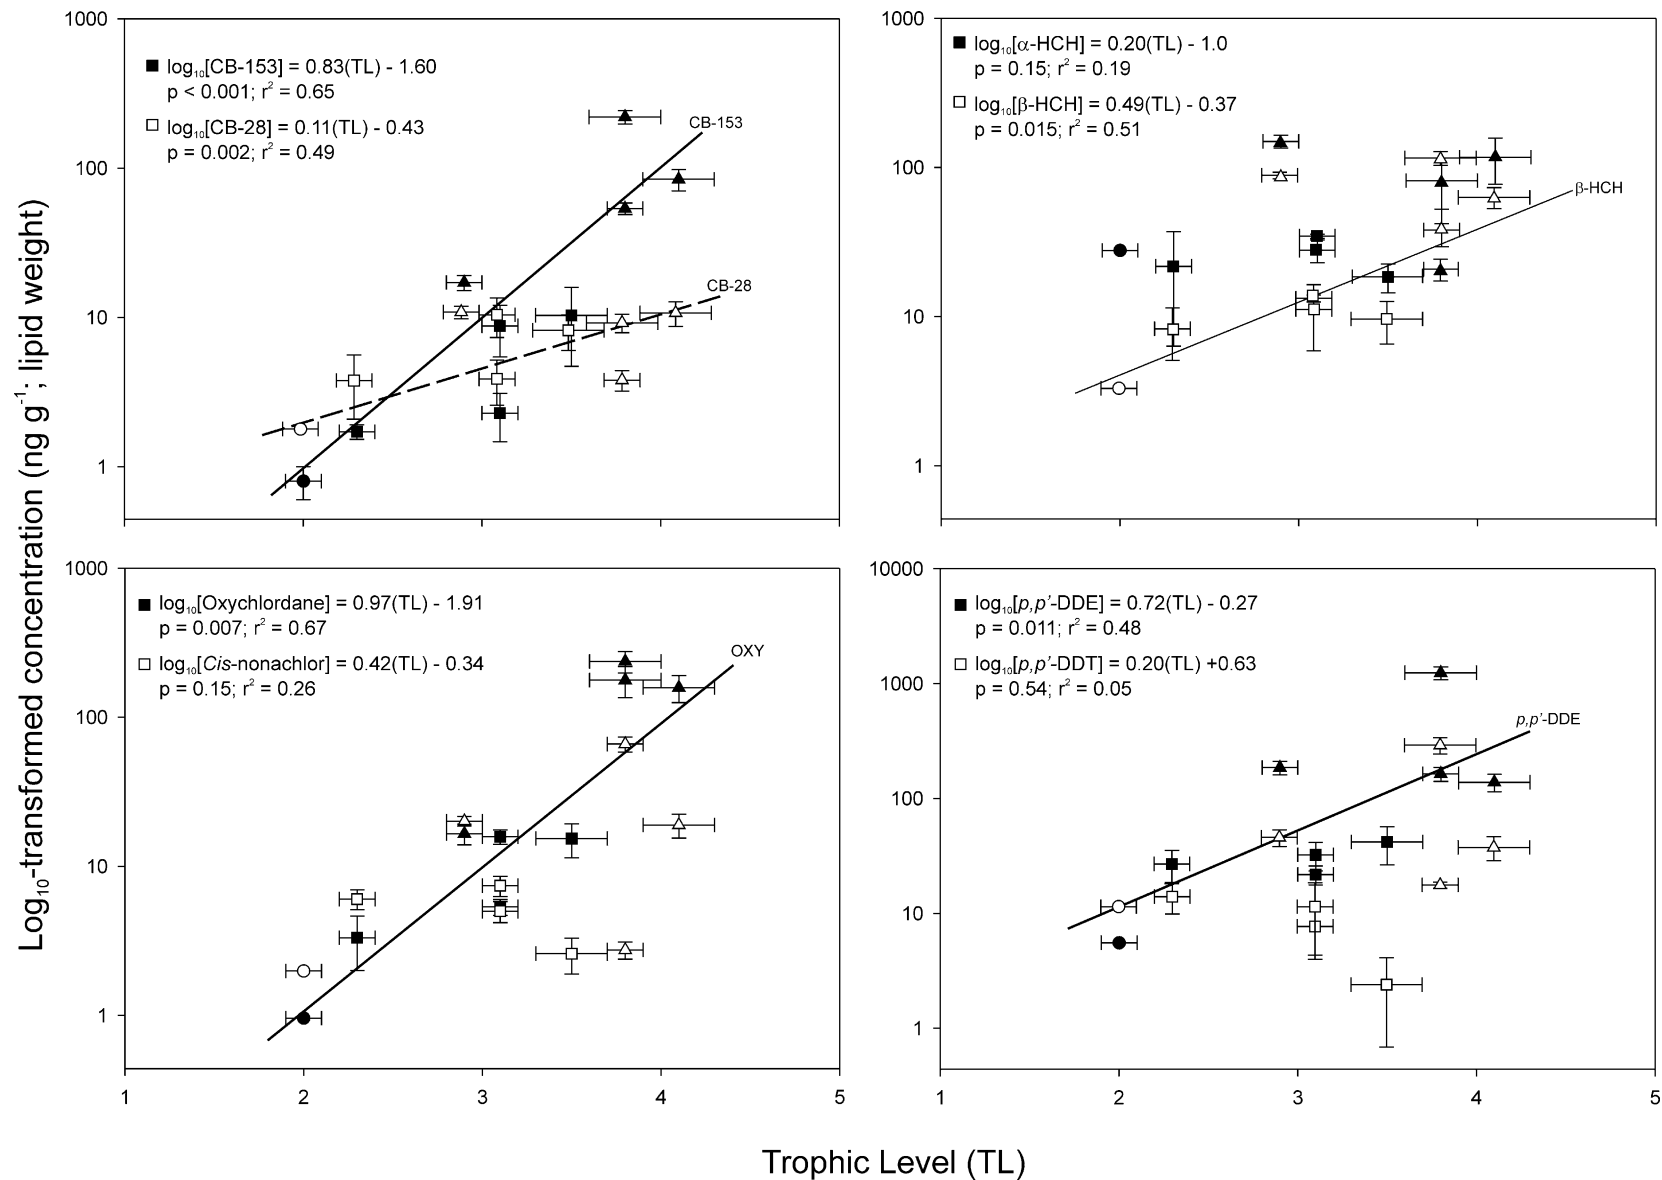 Log₁₀-transformed concentration (ng g⁻¹; lipid weight)
1000
100
10
1
■ log₁₀[CB-153] = 0.83(TL) - 1.60
p < 0.001; r² = 0.65
□ log₁₀[CB-28] = 0.11(TL) - 0.43
p = 0.002; r² = 0.49
CB-153
CB-28
1000
100
10
1
■ log₁₀[α-HCH] = 0.20(TL) - 1.0
p = 0.15; r² = 0.19
□ log₁₀[β-HCH] = 0.49(TL) - 0.37
p = 0.015; r² = 0.51
β-HCH
1000
100
10
1
■ log₁₀[Oxychlordane] = 0.97(TL) - 1.91
p = 0.007; r² = 0.67
□ log₁₀[Cis-nonachlor] = 0.42(TL) - 0.34
p = 0.15; r² = 0.26
OXY
1 2 3 4 5
10000
1000
100
10
1
■ log₁₀[p,p’-DDE] = 0.72(TL) - 0.27
p = 0.011; r² = 0.48
□ log₁₀[p,p’-DDT] = 0.20(TL) +0.63
p = 0.54; r² = 0.05
p,p’-DDE
1 2 3 4 5
Trophic Level (TL)